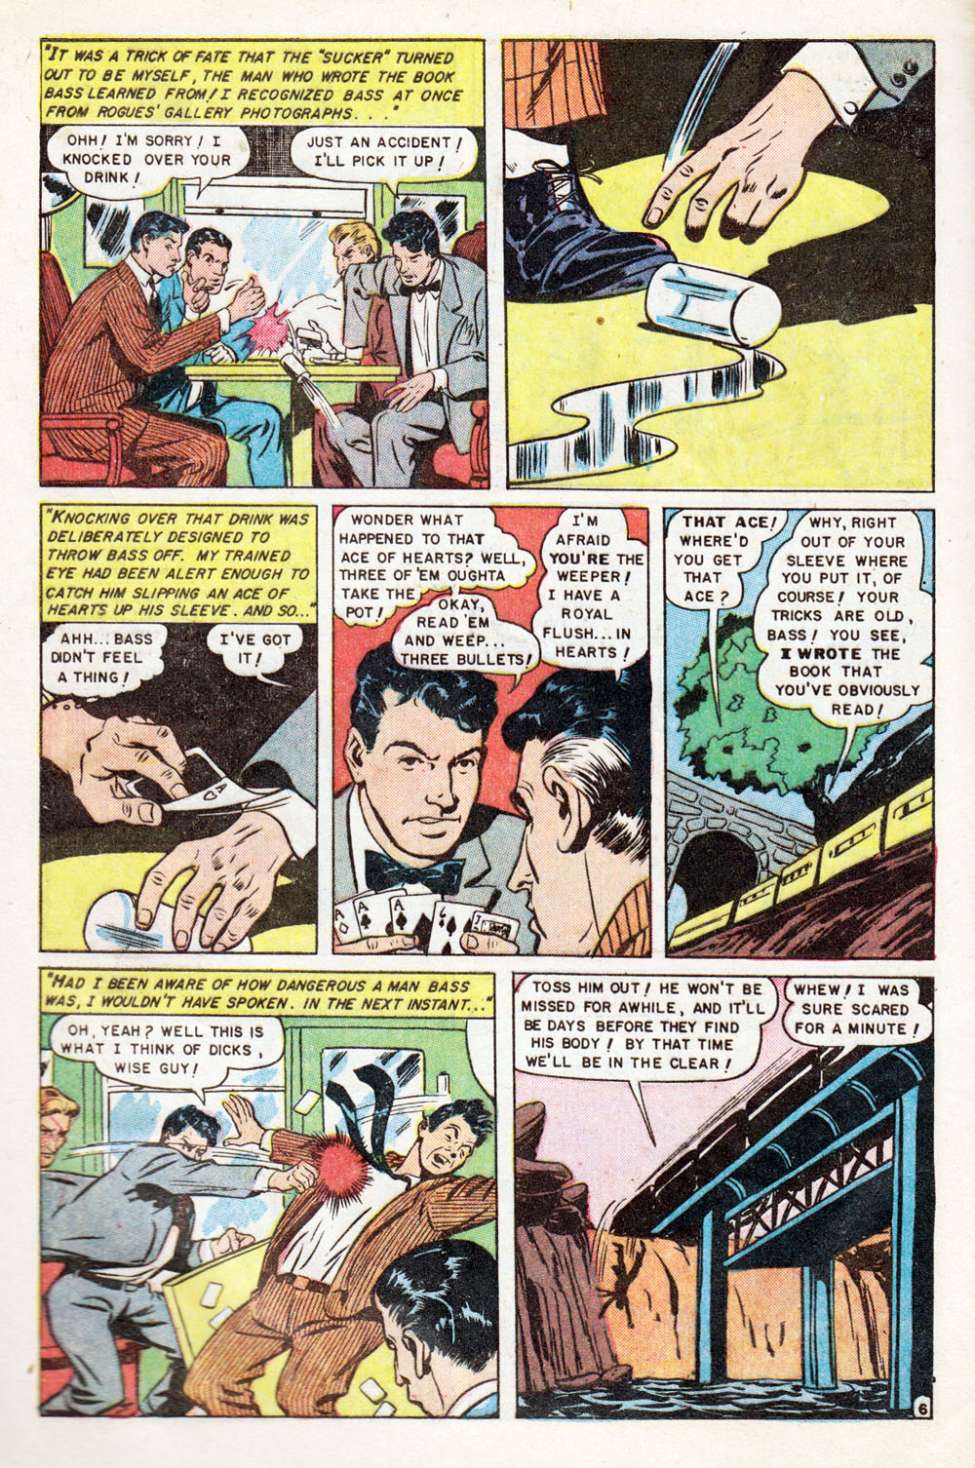 "IT WAS A TRICK OF FATE THAT THE "SUCKER" TURNED
OUT TO BE MYSELF, THE MAN WHO WROTE THE BOOK
BASS LEARNED FROM! I RECOGNIZED BASS AT ONCE
FROM ROGUES' GALLERY PHOTOGRAPHS. . ."
OHH! I'M SORRY! I
KNOCKED OVER YOUR
DRINK!
JUST AN ACCIDENT!
I'LL PICK IT UP!
"KNOCKING OVER THAT DRINK WAS
DELIBERATELY DESIGNED TO
THROW BASS OFF. MY TRAINED
EYE HAD BEEN ALERT ENOUGH TO
CATCH HIM SLIPPING AN ACE OF
HEARTS UP HIS SLEEVE. AND SO..."
AHH... BASS
DIDN'T FEEL
A THING!
I'VE GOT
IT!
WONDER WHAT
HAPPENED TO THAT
ACE OF HEARTS? WELL,
THREE OF 'EM OUGHTA
TAKE THE
POT!
OKAY,
READ 'EM
AND WEEP...
THREE BULLETS!
I'M
AFRAID
YOU'RE THE
WEEPER!
I HAVE A
ROYAL
FLUSH... IN
HEARTS!
A
A
A
THAT ACE!
WHERE'D
YOU GET
THAT
ACE?
WHY, RIGHT
OUT OF YOUR
SLEEVE WHERE
YOU PUT IT, OF
COURSE! YOUR
TRICKS ARE OLD,
BASS! YOU SEE,
I WROTE THE
BOOK THAT
YOU'VE OBVIOUSLY
READ!
"HAD I BEEN AWARE OF HOW DANGEROUS A MAN BASS
WAS, I WOULDN'T HAVE SPOKEN. IN THE NEXT INSTANT..."
OH, YEAH? WELL THIS IS
WHAT I THINK OF DICKS,
WISE GUY!
TOSS HIM OUT! HE WON'T BE
MISSED FOR AWHILE, AND IT'LL
BE DAYS BEFORE THEY FIND
HIS BODY! BY THAT TIME
WE'LL BE IN THE CLEAR!
WHEW! I WAS
SURE SCARED
FOR A MINUTE!
6